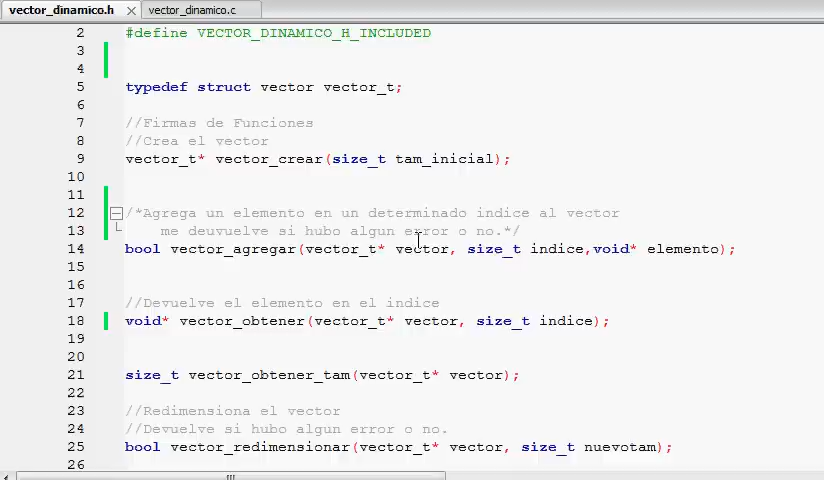 vector_dinamico.h
vector_dinamico.c
2 #define VECTOR_DINAMICO_H_INCLUDED
3
4
5 typedef struct vector vector_t;
6
7 //Firmas de Funciones
8 //Crea el vector
9 vector_t* vector_crear(size_t tam_inicial);
10
11
12 /*Agrega un elemento en un determinado indice al vector
13 me deuvuelve si hubo algun error o no.*/
14 bool vector_agregar(vector_t* vector, size_t indice,void* elemento);
15
16
17 //Devuelve el elemento en el indice
18 void* vector_obtener(vector_t* vector, size_t indice);
19
20
21 size_t vector_obtener_tam(vector_t* vector);
22
23 //Redimensiona el vector
24 //Devuelve si hubo algun error o no.
25 bool vector_redimensionar(vector_t* vector, size_t nuevotam);
26